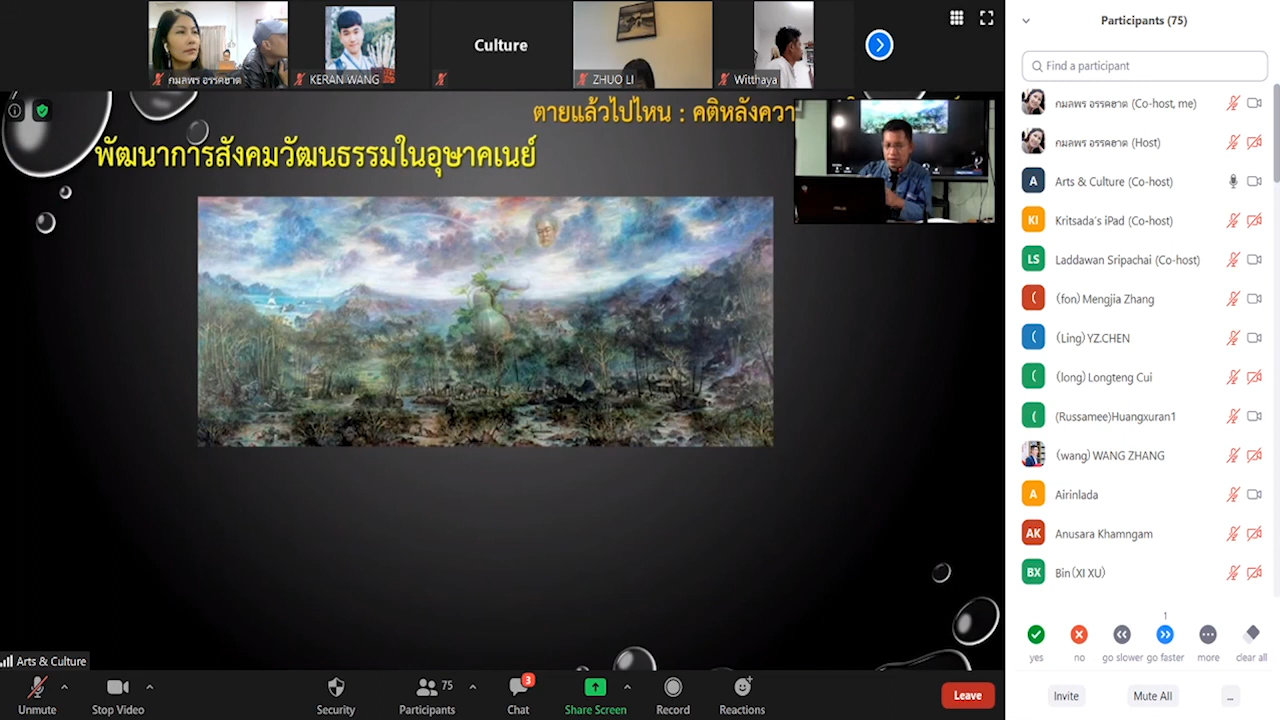 กมลพร อรรคฮาต
KERAN WANG
Culture
ZHUO LI
Witthaya
ตายแล้วไปไหน : คติหลังควา
พัฒนาการสังคมวัฒนธรรมในอุษาคเนย์
ASUS
Arts & Culture
Unmute
Stop Video
Security
75
Participants
3
Chat
Share Screen
Record
Reactions
Leave
Participants (75)
Find a participant
กมลพร อรรคฮาต (Co-host, me)
กมลพร อรรคฮาต (Host)
A Arts & Culture (Co-host)
KI Kritsada's iPad (Co-host)
LS Laddawan Sripachai (Co-host)
( (fon) Mengjia Zhang
( (Ling) YZ.CHEN
( (long) Longteng Cui
( (Russamee)Huangxuran1
(wang) WANG ZHANG
A Airinlada
AK Anusara Khamngam
BX Bin(XI XU)
1
yes no go slower go faster more clear all
Invite Mute All ...